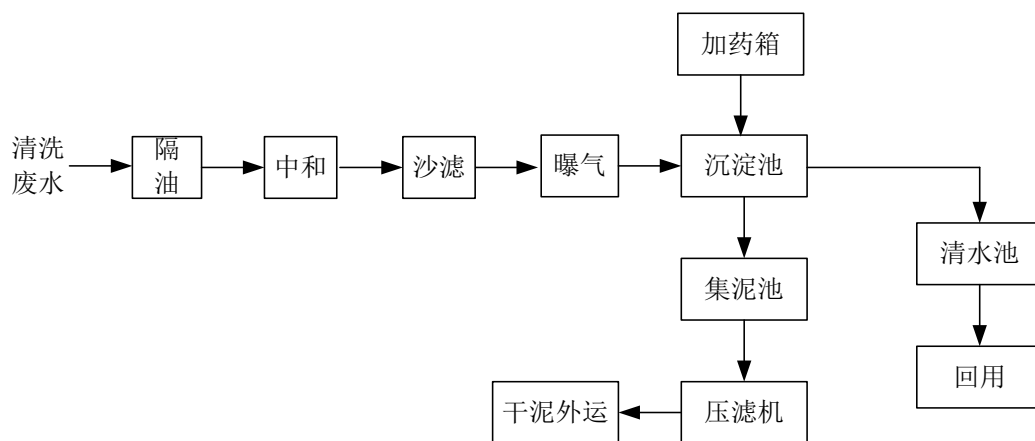 加药箱
清洗
废水
隔
油
中和
沙滤
曝气
沉淀池
清水池
集泥池
回用
干泥外运
压滤机